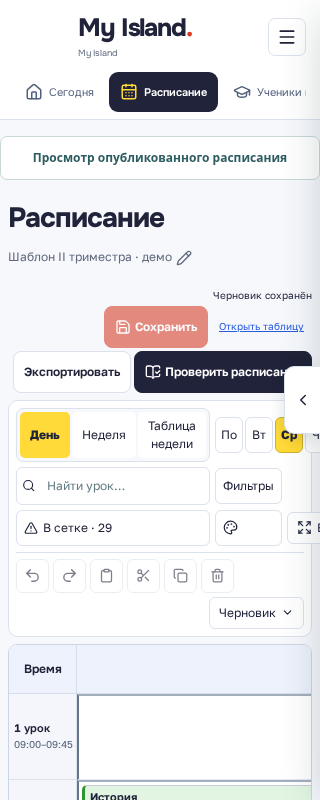 My Island.
My Island
Сегодня
Расписание
Ученики
Просмотр опубликованного расписания
Расписание
Шаблон II триместра · демо
Черновик сохранён
Сохранить
Открыть таблицу
Экспортировать
Проверить расписан
День
Неделя
Таблица
недели
По
Вт
Ср
Найти урок...
Фильтры
В сетке · 29
Черновик
Время
1 урок
09:00–09:45
История